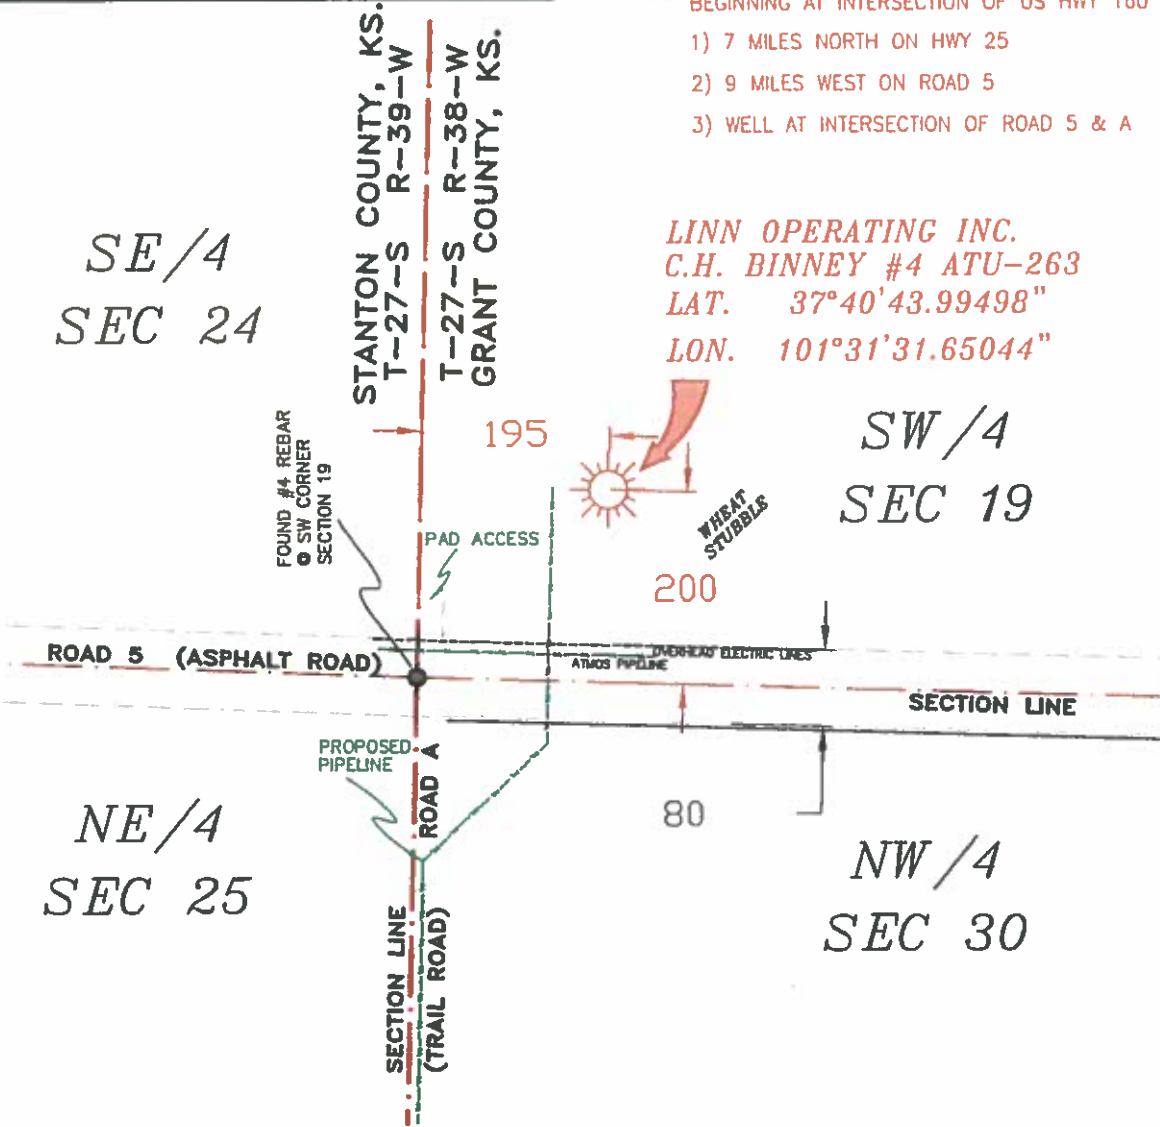 BEGINNING AT INTERSECTION OF US HWY 160
1) 7 MILES NORTH ON HWY 25
2) 9 MILES WEST ON ROAD 5
3) WELL AT INTERSECTION OF ROAD 5 & A
STANTON COUNTY, KS.
T-27-S R-39-W
T-27-S R-38-W
GRANT COUNTY, KS.
SE/4
SEC 24
LINN OPERATING INC.
C.H. BINNEY #4 ATU-263
LAT. 37°40'43.99498"
LON. 101°31'31.65044"
SW/4
SEC 19
195
FOUND #4 REBAR
@ SW CORNER
SECTION 19
WHEAT
STUBBLE
PAD ACCESS
200
ROAD 5 (ASPHALT ROAD)
OVERHEAD ELECTRIC LINES
ATMOS PIPELINE
SECTION LINE
PROPOSED
PIPELINE
ROAD A
80
NE/4
SEC 25
NW/4
SEC 30
SECTION LINE
(TRAIL ROAD)